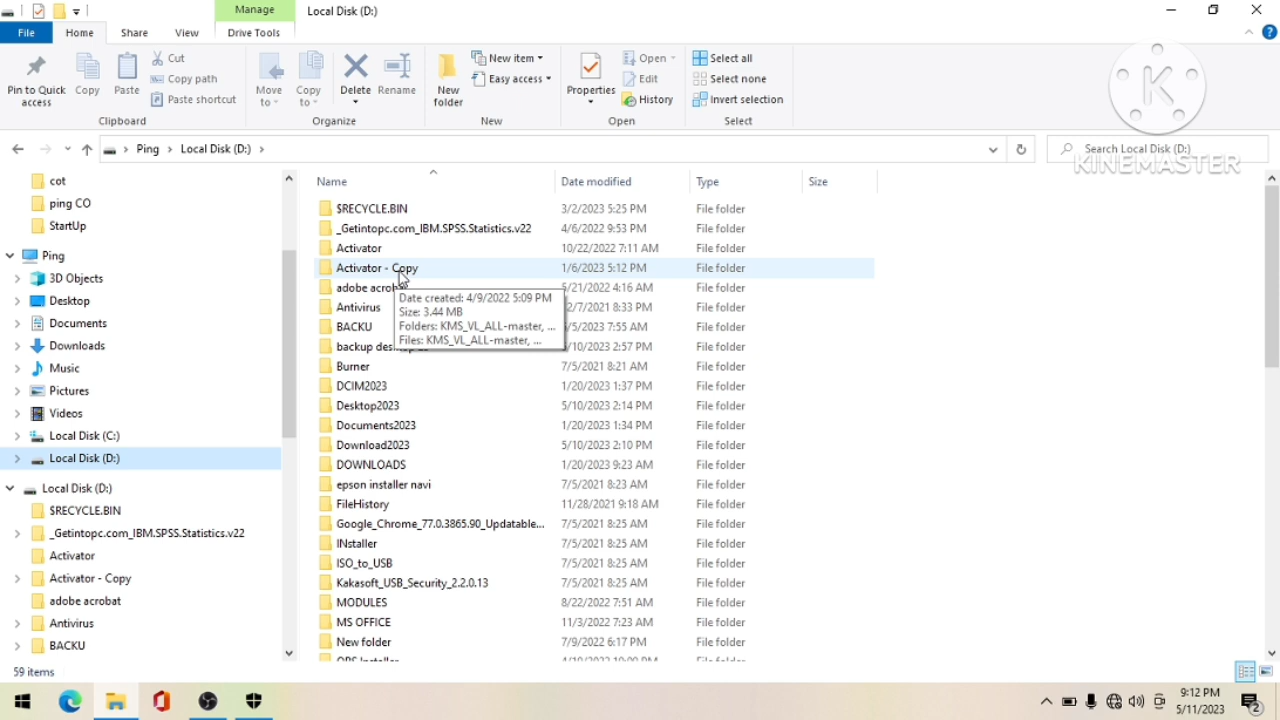 Manage
Local Disk (D:)
File
Home
Share
View
Drive Tools
Pin to Quick access
Copy
Paste
Cut
Copy path
Paste shortcut
Clipboard
Move to
Copy to
Delete
Rename
Organize
New folder
New item
Easy access
New
Properties
Open
Edit
History
Open
Select all
Select none
Invert selection
Select
K
KINEMASTER
Ping > Local Disk (D:) >
Search Local Disk (D:)
cot
ping CO
StartUp
Ping
3D Objects
Desktop
Documents
Downloads
Music
Pictures
Videos
Local Disk (C:)
Local Disk (D:)
Local Disk (D:)
$RECYCLE.BIN
_Getintopc.com_IBM.SPSS.Statistics.v22
Activator
Activator - Copy
adobe acrobat
Antivirus
BACKU
Name Date modified Type Size
$RECYCLE.BIN 3/2/2023 5:25 PM File folder
_Getintopc.com_IBM.SPSS.Statistics.v22 4/6/2022 9:53 PM File folder
Activator 10/22/2022 7:11 AM File folder
Activator - Copy 1/6/2023 5:12 PM File folder
adobe 5/21/2022 4:16 AM File folder
Antivirus 8:33 PM File folder
BACKU 7:55 AM File folder
backup 2:57 PM File folder
Date created: 4/9/2022 5:09 PM
Size: 3.44 MB
Folders: KMS_VL_ALL-master, ...
Files: KMS_VL_ALL-master, ...
Burner 7/5/2021 8:21 AM File folder
DCIM2023 1/20/2023 1:37 PM File folder
Desktop2023 5/10/2023 2:14 PM File folder
Documents2023 1/20/2023 1:34 PM File folder
Download2023 5/10/2023 2:10 PM File folder
DOWNLOADS 1/20/2023 9:23 AM File folder
epson installer navi 7/5/2021 8:23 AM File folder
FileHistory 11/28/2021 9:18 AM File folder
Google_Chrome_77.0.3865.90_Updatable... 7/5/2021 8:25 AM File folder
INstaller 7/5/2021 8:25 AM File folder
ISO_to_USB 7/5/2021 8:25 AM File folder
Kakasoft_USB_Security_2.2.0.13 7/5/2021 8:25 AM File folder
MODULES 8/22/2022 7:51 AM File folder
MS OFFICE 11/3/2022 7:23 AM File folder
New folder 7/9/2022 6:17 PM File folder
59 items
9:12 PM
5/11/2023
2